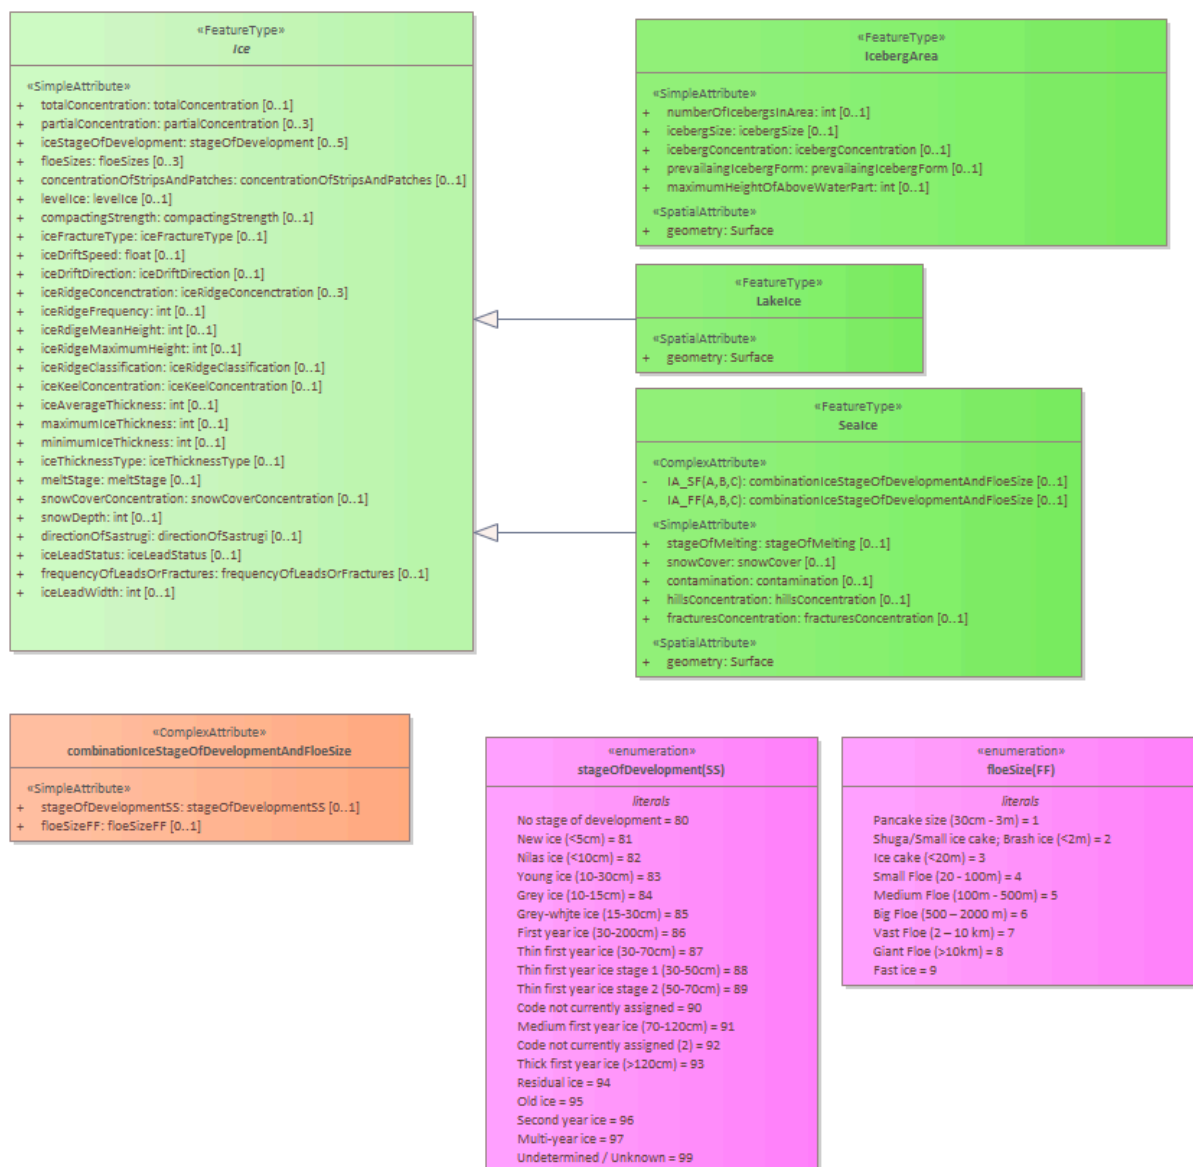 «FeatureType»
Ice
«SimpleAttribute»
+ totalConcentration: totalConcentration [0..1]
+ partialConcentration: partialConcentration [0..3]
+ iceStageOfDevelopment: stageOfDevelopment [0..5]
+ floeSizes: floeSizes [0..3]
+ concentrationOfStripsAndPatches: concentrationOfStripsAndPatches [0..1]
+ levelIce: levelIce [0..1]
+ compactingStrength: compactingStrength [0..1]
+ iceFractureType: iceFractureType [0..1]
+ iceDriftSpeed: float [0..1]
+ iceDriftDirection: iceDriftDirection [0..1]
+ iceRidgeConcenctration: iceRidgeConcenctration [0..3]
+ iceRidgeFrequency: int [0..1]
+ iceRdigeMeanHeight: int [0..1]
+ iceRidgeMaximumHeight: int [0..1]
+ iceRidgeClassification: iceRidgeClassification [0..1]
+ iceKeelConcentration: iceKeelConcentration [0..1]
+ iceAverageThickness: int [0..1]
+ maximumIceThickness: int [0..1]
+ minimumIceThickness: int [0..1]
+ iceThicknessType: iceThicknessType [0..1]
+ meltStage: meltStage [0..1]
+ snowCoverConcentration: snowCoverConcentration [0..1]
+ snowDepth: int [0..1]
+ directionOfSastrugi: directionOfSastrugi [0..1]
+ iceLeadStatus: iceLeadStatus [0..1]
+ frequencyOfLeadsOrFractures: frequencyOfLeadsOrFractures [0..1]
+ iceLeadWidth: int [0..1]
«FeatureType»
IcebergArea
«SimpleAttribute»
+ numberOfIcebergsInArea: int [0..1]
+ icebergSize: icebergSize [0..1]
+ icebergConcentration: icebergConcentration [0..1]
+ prevailaingIcebergForm: prevailaingIcebergForm [0..1]
+ maximumHeightOfAboveWaterPart: int [0..1]
«SpatialAttribute»
+ geometry: Surface
«FeatureType»
LakeIce
«SpatialAttribute»
+ geometry: Surface
«FeatureType»
SeaIce
«ComplexAttribute»
- IA_SF(A,B,C): combinationIceStageOfDevelopmentAndFloeSize [0..1]
- IA_FF(A,B,C): combinationIceStageOfDevelopmentAndFloeSize [0..1]
«SimpleAttribute»
+ stageOfMelting: stageOfMelting [0..1]
+ snowCover: snowCover [0..1]
+ contamination: contamination [0..1]
+ hillsConcentration: hillsConcentration [0..1]
+ fracturesConcentration: fracturesConcentration [0..1]
«SpatialAttribute»
+ geometry: Surface
«ComplexAttribute»
combinationIceStageOfDevelopmentAndFloeSize
«SimpleAttribute»
+ stageOfDevelopmentSS: stageOfDevelopmentSS [0..1]
+ floeSizeFF: floeSizeFF [0..1]
«enumeration»
stageOfDevelopment(SS)
literals
No stage of development = 80
New ice (<5cm) = 81
Nilas ice (<10cm) = 82
Young ice (10-30cm) = 83
Grey ice (10-15cm) = 84
Grey-whjte ice (15-30cm) = 85
First year ice (30-200cm) = 86
Thin first year ice (30-70cm) = 87
Thin first year ice stage 1 (30-50cm) = 88
Thin first year ice stage 2 (50-70cm) = 89
Code not currently assigned = 90
Medium first year ice (70-120cm) = 91
Code not currently assigned (2) = 92
Thick first year ice (>120cm) = 93
Residual ice = 94
Old ice = 95
Second year ice = 96
Multi-year ice = 97
Undetermined / Unknown = 99
«enumeration»
floeSize(FF)
literals
Pancake size (30cm - 3m) = 1
Shuga/Small ice cake; Brash ice (<2m) = 2
Ice cake (<20m) = 3
Small Floe (20 - 100m) = 4
Medium Floe (100m - 500m) = 5
Big Floe (500 – 2000 m) = 6
Vast Floe (2 – 10 km) = 7
Giant Floe (>10km) = 8
Fast ice = 9